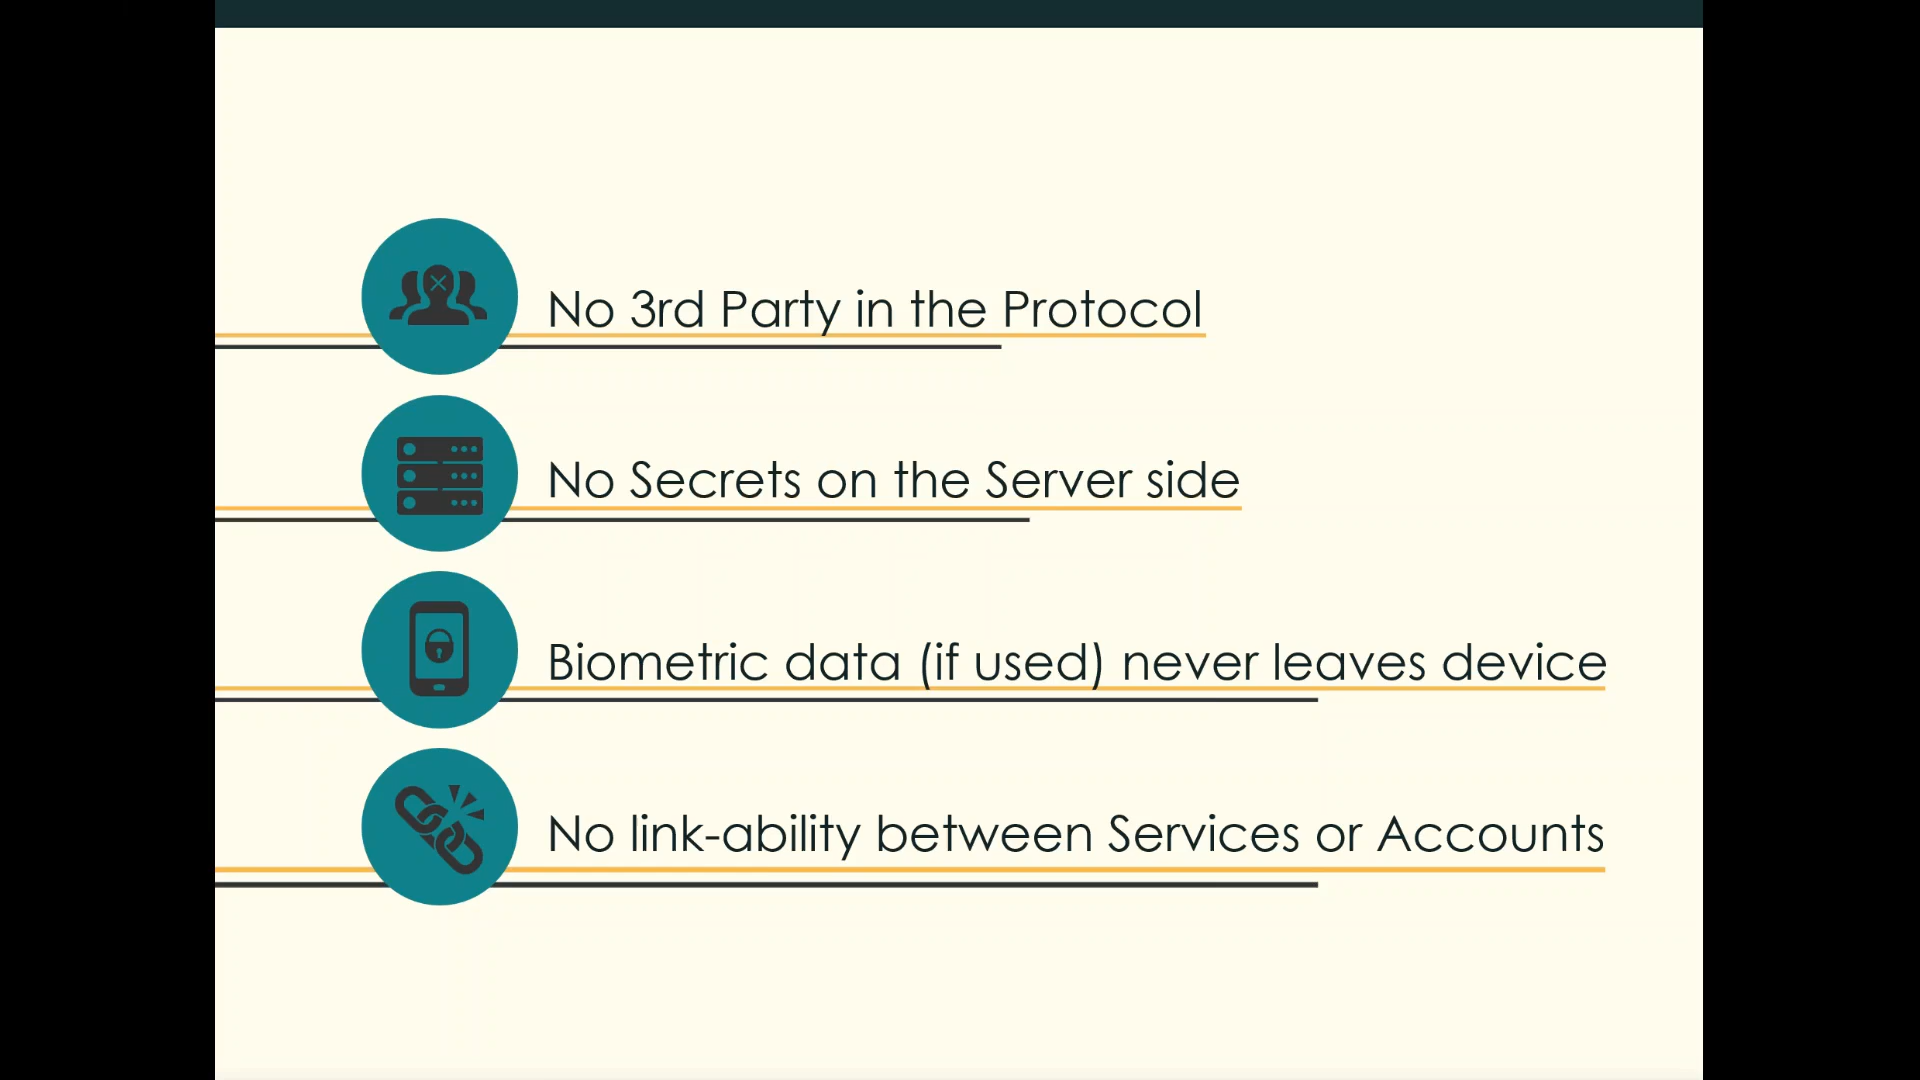 No 3rd Party in the Protocol
No Secrets on the Server side
Biometric data (if used) never leaves device
No link-ability between Services or Accounts